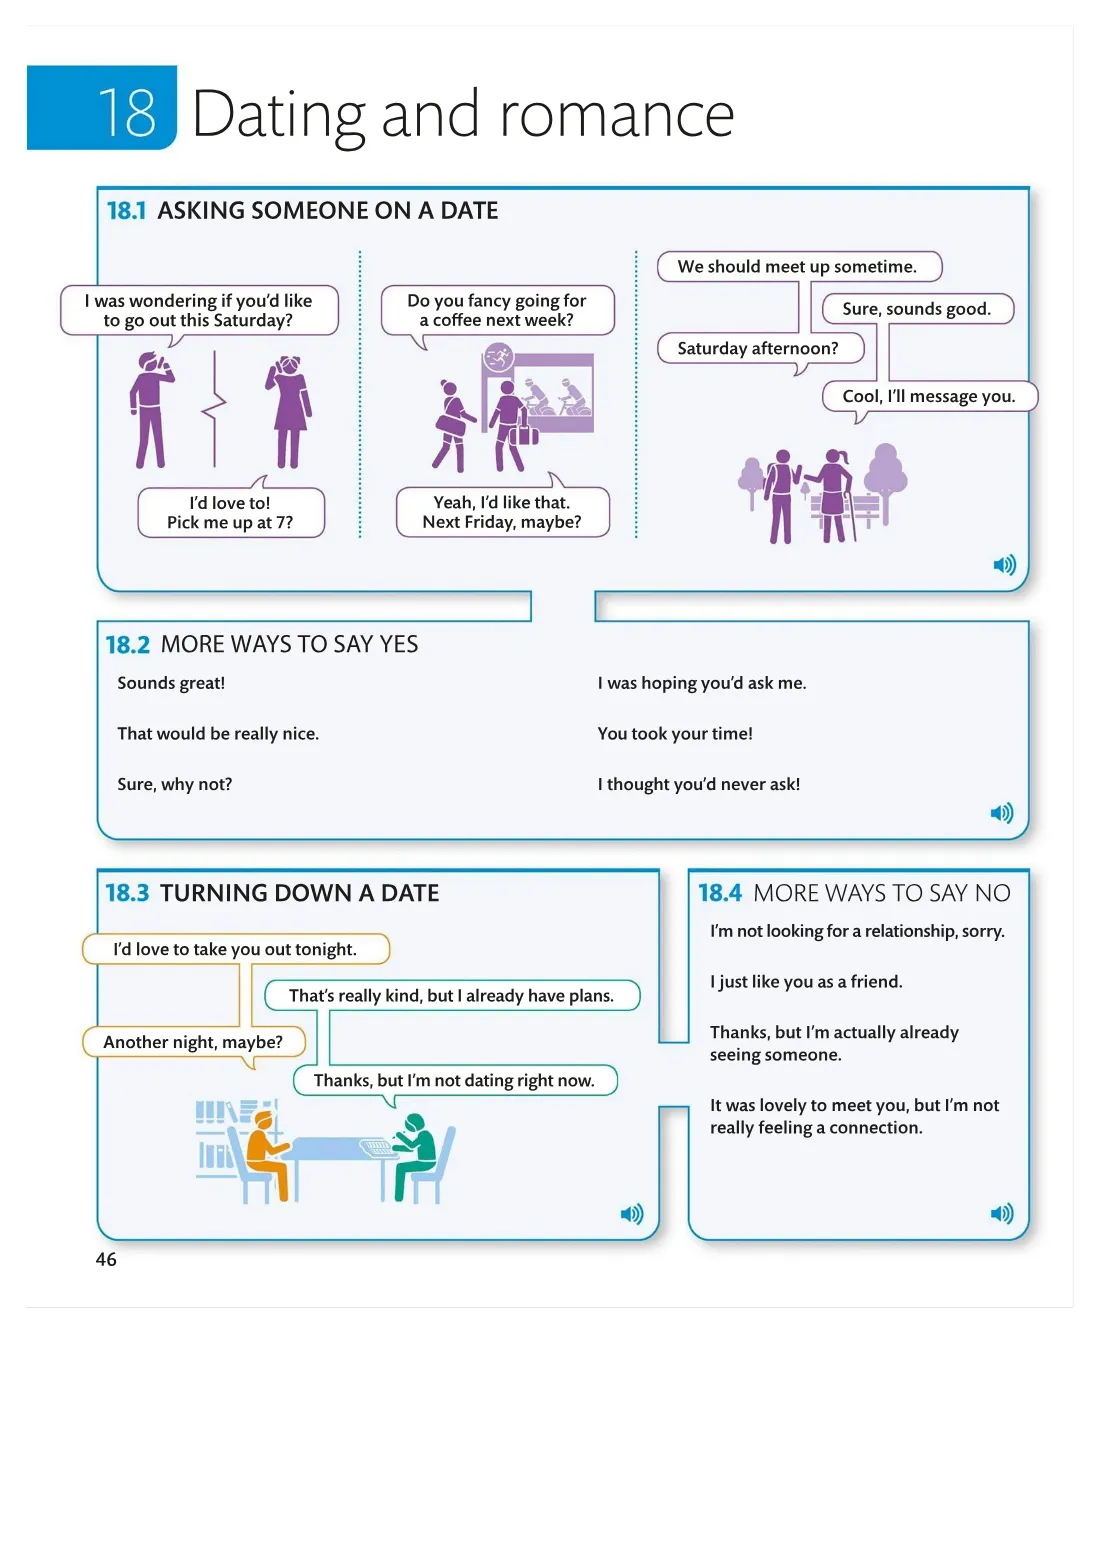 18 Dating and romance
18.1 ASKING SOMEONE ON A DATE
I was wondering if you'd like
to go out this Saturday?
I'd love to!
Pick me up at 7?
Do you fancy going for
a coffee next week?
Yeah, I'd like that.
Next Friday, maybe?
We should meet up sometime.
Sure, sounds good.
Saturday afternoon?
Cool, I'll message you.
18.2 MORE WAYS TO SAY YES
Sounds great!
That would be really nice.
Sure, why not?
I was hoping you'd ask me.
You took your time!
I thought you'd never ask!
18.3 TURNING DOWN A DATE
I'd love to take you out tonight.
That's really kind, but I already have plans.
Another night, maybe?
Thanks, but I'm not dating right now.
18.4 MORE WAYS TO SAY NO
I'm not looking for a relationship, sorry.
I just like you as a friend.
Thanks, but I'm actually already
seeing someone.
It was lovely to meet you, but I'm not
really feeling a connection.
46